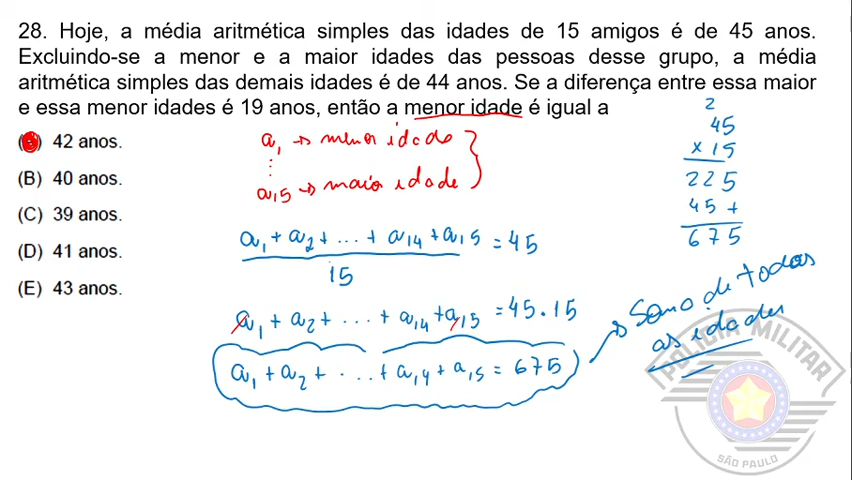 28. Hoje, a média aritmética simples das idades de 15 amigos é de 45 anos.
Excluindo-se a menor e a maior idades das pessoas desse grupo, a média
aritmética simples das demais idades é de 44 anos. Se a diferença entre essa maior
e essa menor idades é 19 anos, então a menor idade é igual a
42 anos.
(B) 40 anos.
(C) 39 anos.
(D) 41 anos.
(E) 43 anos.
a₁ → menor idade
⋮
a₁₅ → maio idade
a₁ + a₂ + ... + a₁₄ + a₁₅ = 45
15
a₁ + a₂ + ... + a₁₄ + a₁₅ = 45.15
a₁ + a₂ + ... + a₁₄ + a₁₅ = 675
2
45
x 15
225
45 +
675
→ Soma de todas
as idades
POLÍCIA MILITAR
SÃO PAULO